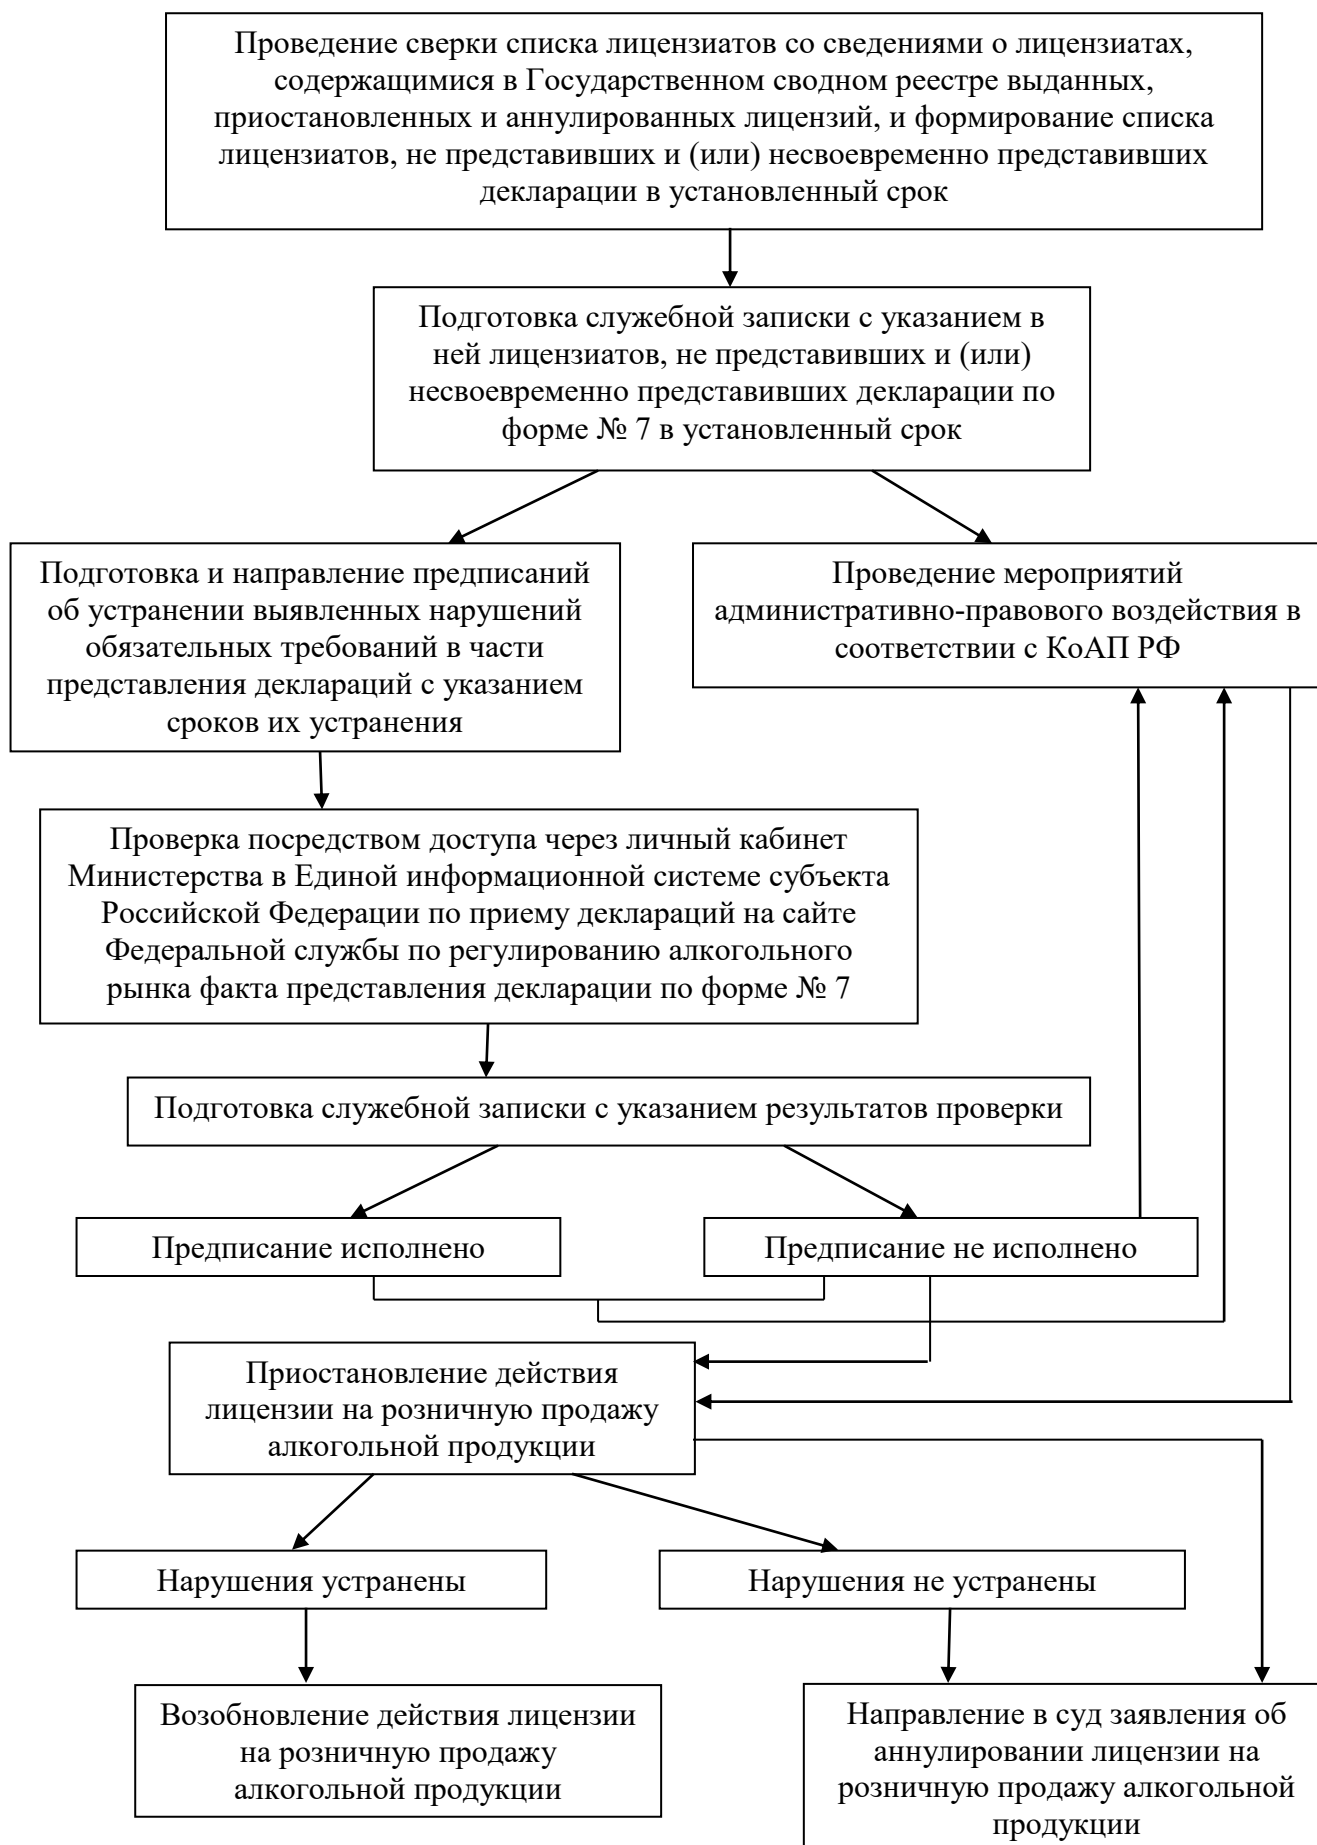 Проведение сверки списка лицензиатов со сведениями о лицензиатах,
содержащимися в Государственном сводном реестре выданных,
приостановленных и аннулированных лицензий, и формирование списка
лицензиатов, не представивших и (или) несвоевременно представивших
декларации в установленный срок
Подготовка служебной записки с указанием в
ней лицензиатов, не представивших и (или)
несвоевременно представивших декларации по
форме № 7 в установленный срок
Подготовка и направление предписаний
об устранении выявленных нарушений
обязательных требований в части
представления деклараций с указанием
сроков их устранения
Проведение мероприятий
административно-правового воздействия в
соответствии с КоАП РФ
Проверка посредством доступа через личный кабинет
Министерства в Единой информационной системе субъекта
Российской Федерации по приему деклараций на сайте
Федеральной службы по регулированию алкогольного
рынка факта представления декларации по форме № 7
Подготовка служебной записки с указанием результатов проверки
Предписание исполнено
Предписание не исполнено
Приостановление действия
лицензии на розничную продажу
алкогольной продукции
Нарушения устранены
Нарушения не устранены
Возобновление действия лицензии
на розничную продажу
алкогольной продукции
Направление в суд заявления об
аннулировании лицензии на
розничную продажу алкогольной
продукции